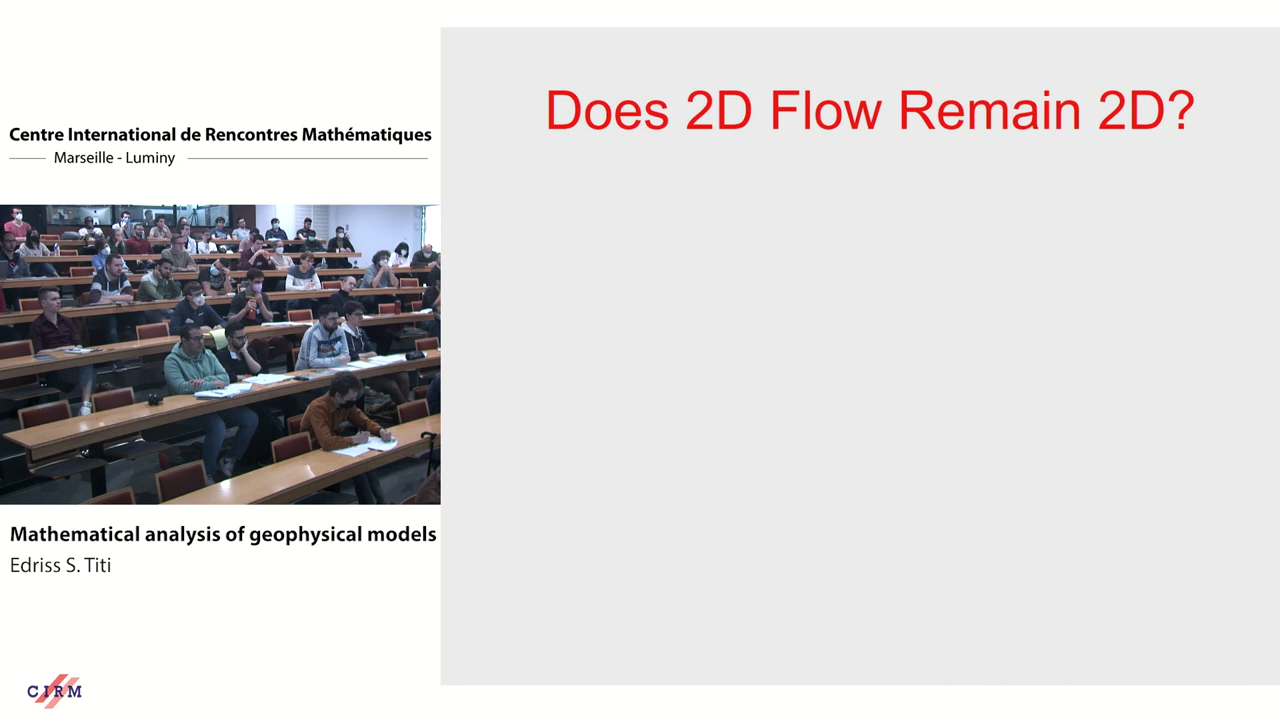 Centre International de Rencontres Mathématiques
Marseille - Luminy
Does 2D Flow Remain 2D?
Mathematical analysis of geophysical models
Edriss S. Titi
CIRM